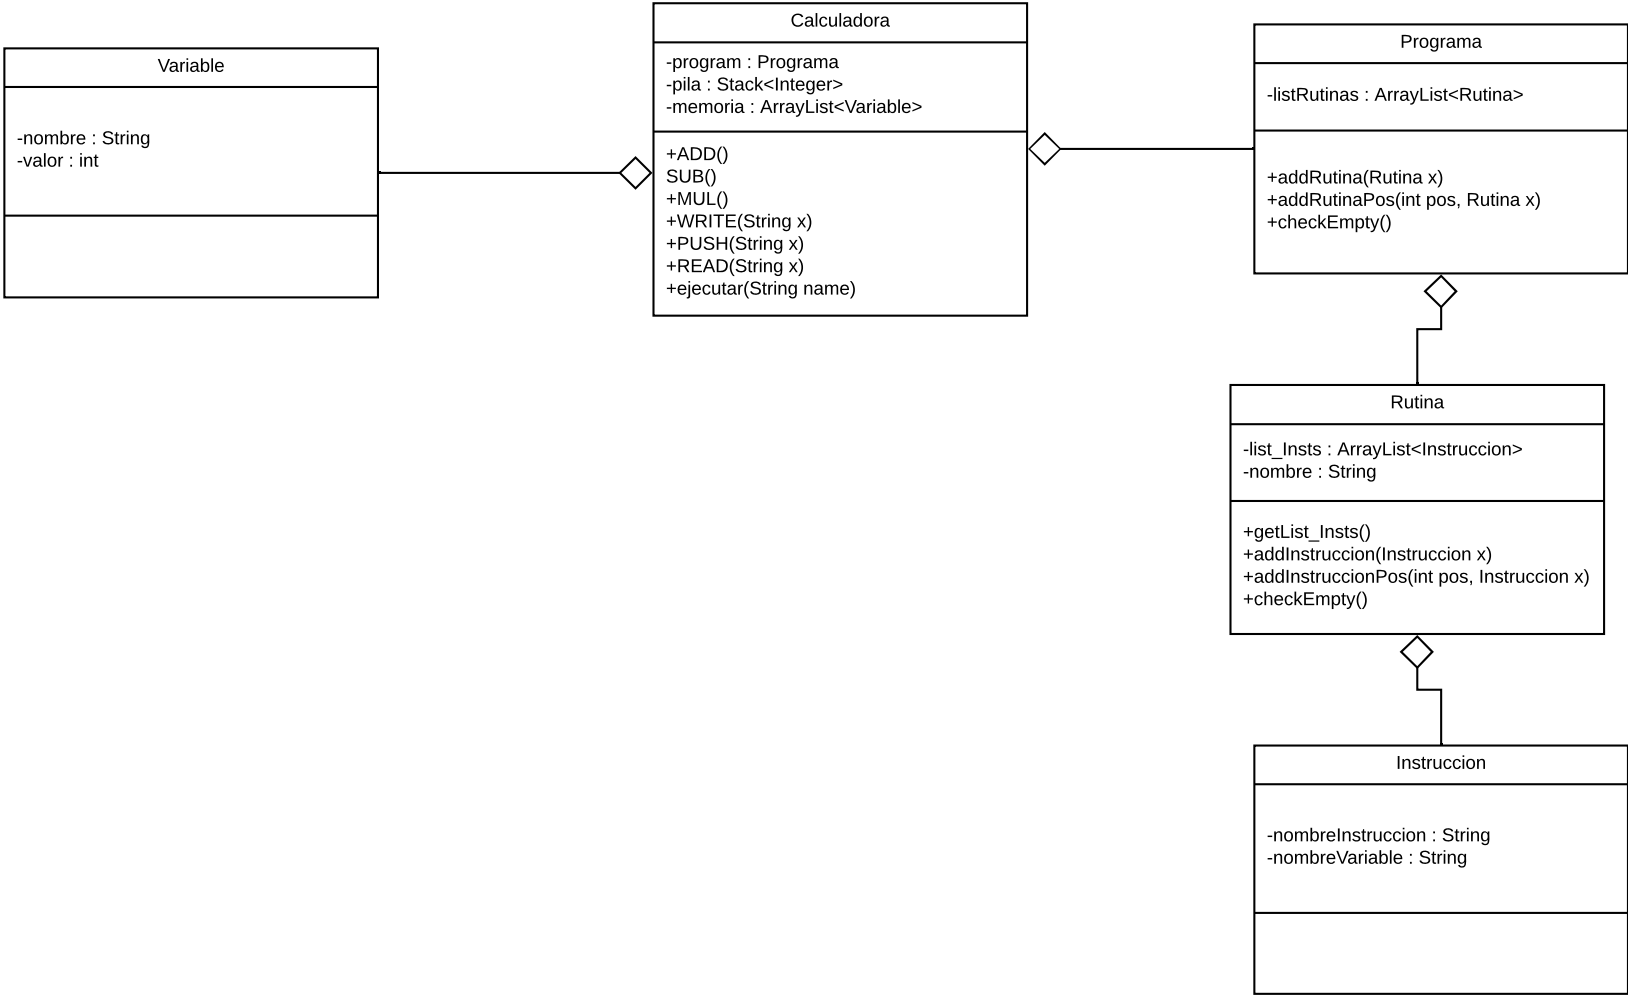 Variable
-nombre : String
-valor : int
Calculadora
-program : Programa
-pila : Stack<Integer>
-memoria : ArrayList<Variable>
+ADD()
SUB()
+MUL()
+WRITE(String x)
+PUSH(String x)
+READ(String x)
+ejecutar(String name)
Programa
-listRutinas : ArrayList<Rutina>
+addRutina(Rutina x)
+addRutinaPos(int pos, Rutina x)
+checkEmpty()
Rutina
-list_Insts : ArrayList<Instruccion>
-nombre : String
+getList_Insts()
+addInstruccion(Instruccion x)
+addInstruccionPos(int pos, Instruccion x)
+checkEmpty()
Instruccion
-nombreInstruccion : String
-nombreVariable : String